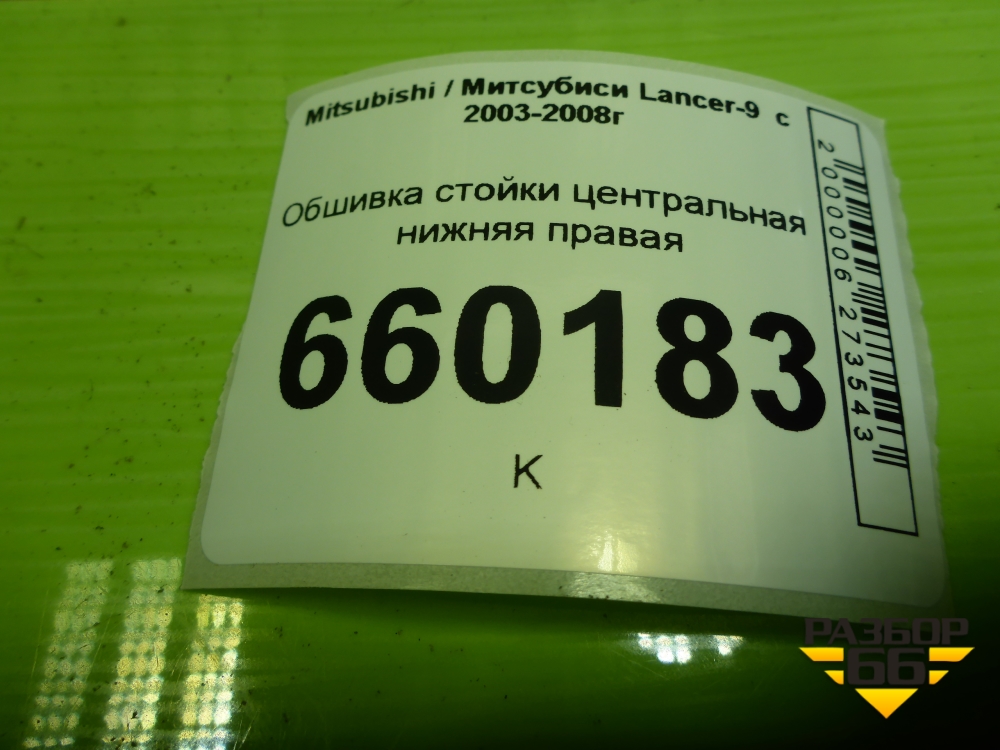 Mitsubishi / Митсубиси Lancer-9 с
2003-2008г
Обшивка стойки центральная
нижняя правая
660183
К
2000006273543
РАЗБОР
66